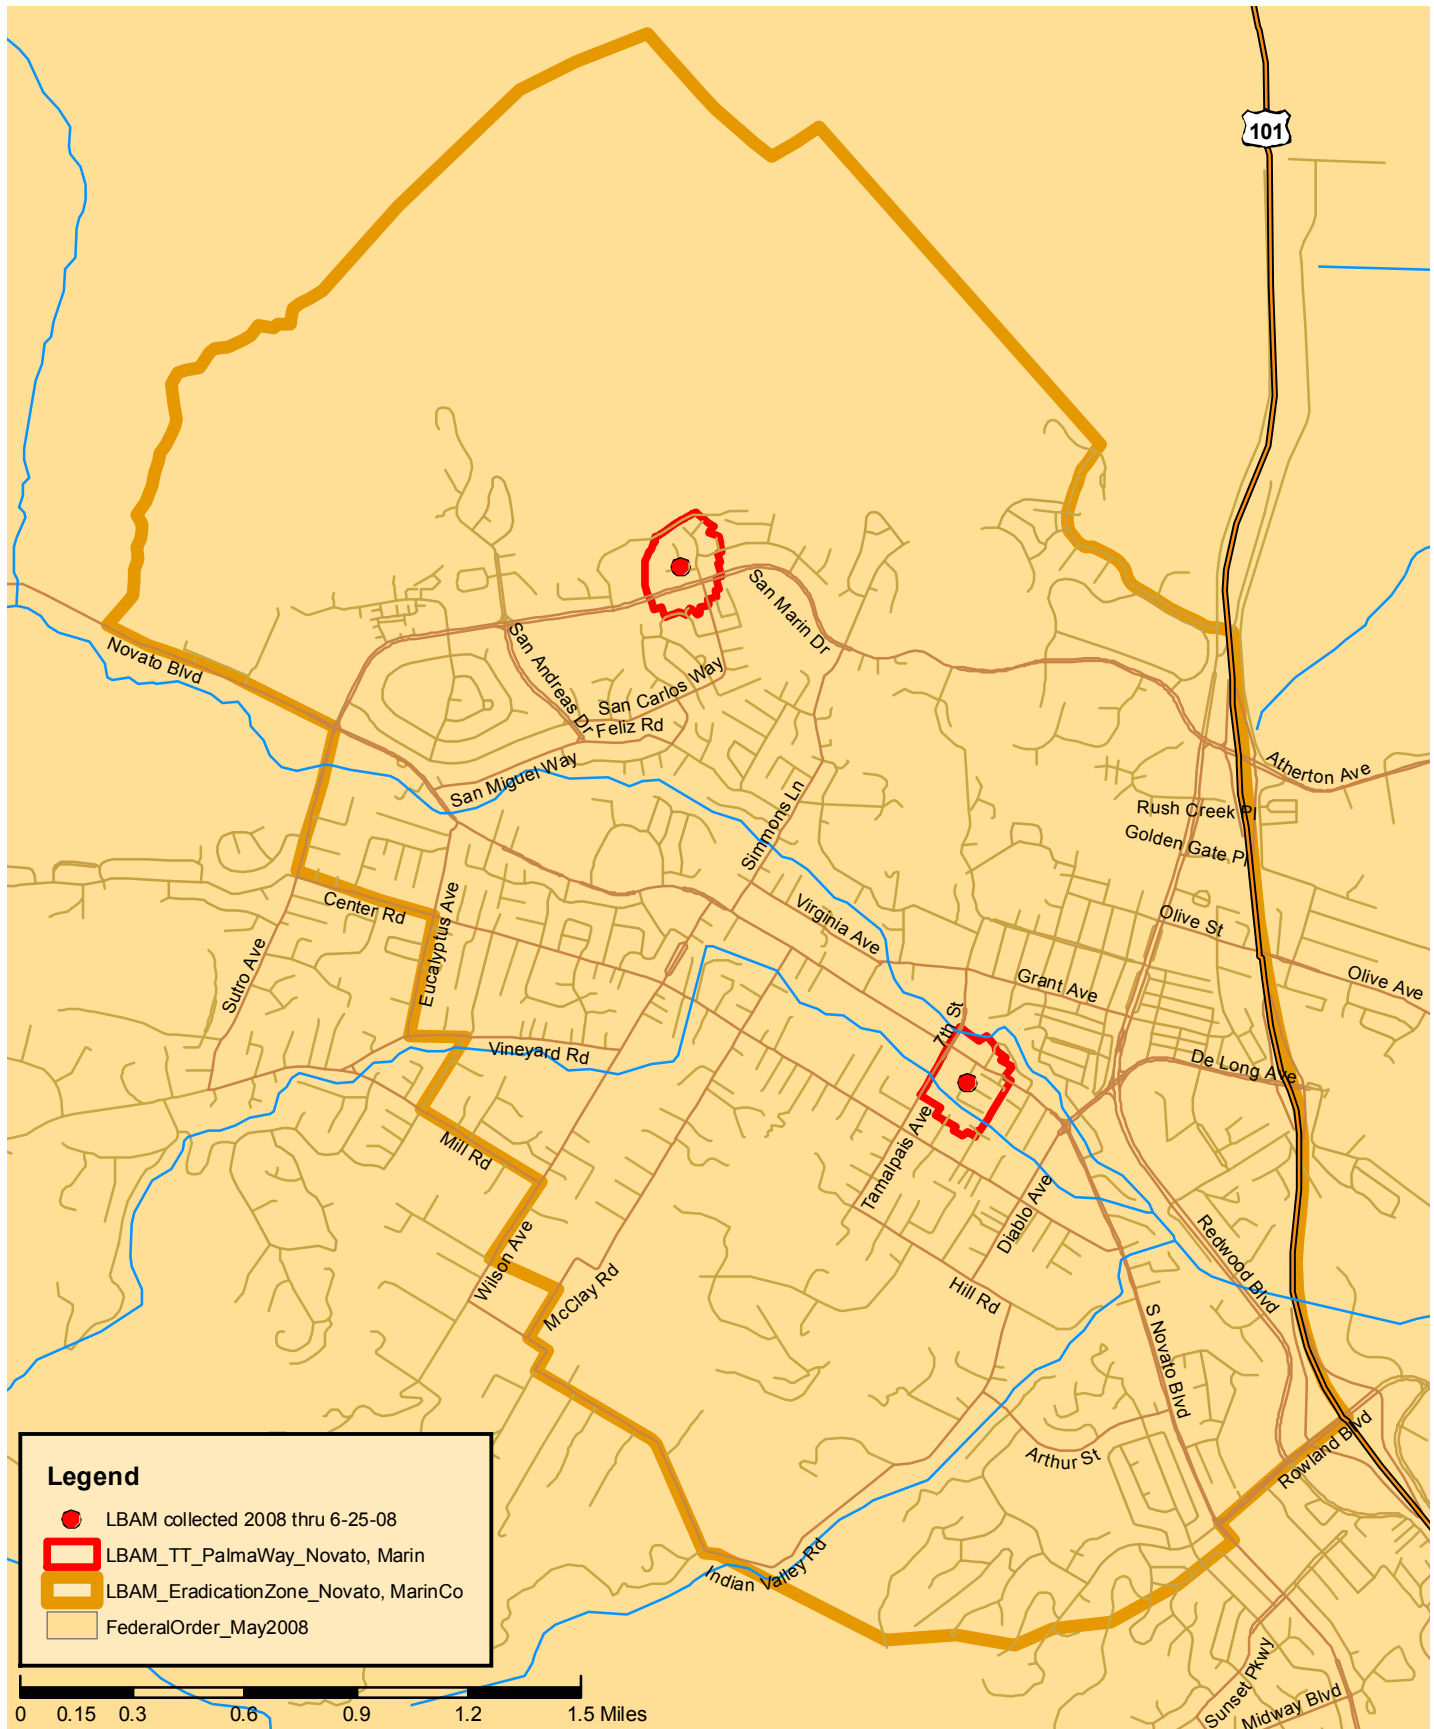 101
San Marin Dr
Novato Blvd
San Andreas Dr
San Carlos Way
Feliz Rd
San Miguel Way
Atherton Ave
Simmons Ln
Rush Creek Pl
Golden Gate Pl
Center Rd
Eucalyptus Ave
Virginia Ave
Olive St
Sutro Ave
Grant Ave
Olive Ave
7th St
Vineyard Rd
De Long Ave
Mill Rd
Tamalpais Ave
Diablo Ave
Wilson Ave
Redwood Blvd
McClay Rd
Hill Rd
S Novato Blvd
Arthur St
Rowland Blvd
Indian Valley Rd
Sunset Pkwy
Midway Blvd
Legend
LBAM collected 2008 thru 6-25-08
LBAM_TT_PalmaWay_Novato, Marin
LBAM_EradicationZone_Novato, MarinCo
FederalOrder_May2008
0 0.15 0.3 0.6 0.9 1.2 1.5 Miles